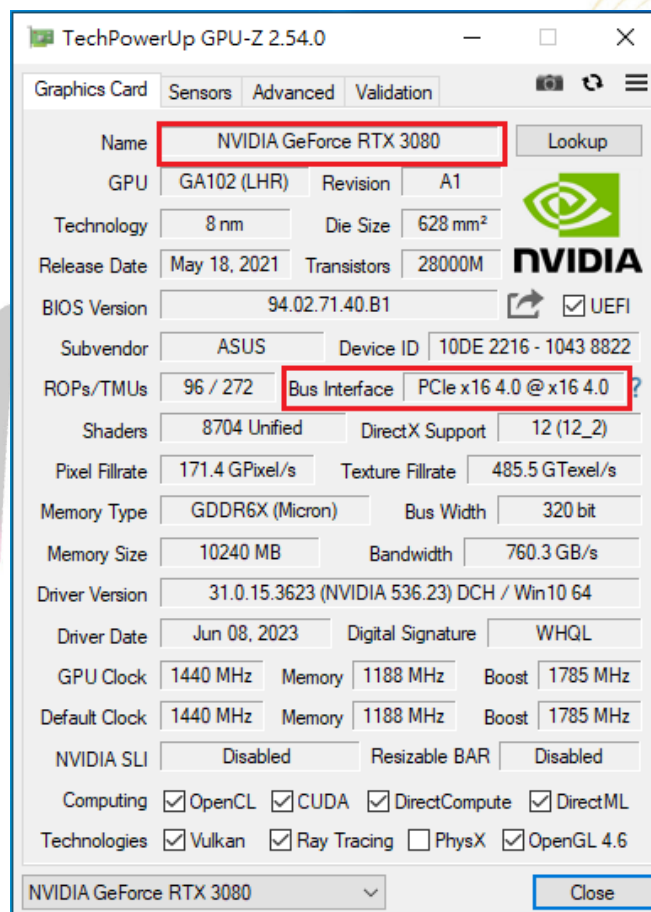 TechPowerUp GPU-Z 2.54.0
Graphics Card Sensors Advanced Validation
Name NVIDIA GeForce RTX 3080 Lookup
GPU GA102 (LHR) Revision A1
Technology 8 nm Die Size 628 mm²
Release Date May 18, 2021 Transistors 28000M
NVIDIA
BIOS Version 94.02.71.40.B1 UEFI
Subvendor ASUS Device ID 10DE 2216 - 1043 8822
ROPs/TMUs 96 / 272 Bus Interface PCIe x16 4.0 @ x16 4.0 ?
Shaders 8704 Unified DirectX Support 12 (12_2)
Pixel Fillrate 171.4 GPixel/s Texture Fillrate 485.5 GTexel/s
Memory Type GDDR6X (Micron) Bus Width 320 bit
Memory Size 10240 MB Bandwidth 760.3 GB/s
Driver Version 31.0.15.3623 (NVIDIA 536.23) DCH / Win10 64
Driver Date Jun 08, 2023 Digital Signature WHQL
GPU Clock 1440 MHz Memory 1188 MHz Boost 1785 MHz
Default Clock 1440 MHz Memory 1188 MHz Boost 1785 MHz
NVIDIA SLI Disabled Resizable BAR Disabled
Computing OpenCL CUDA DirectCompute DirectML
Technologies Vulkan Ray Tracing PhysX OpenGL 4.6
NVIDIA GeForce RTX 3080 Close